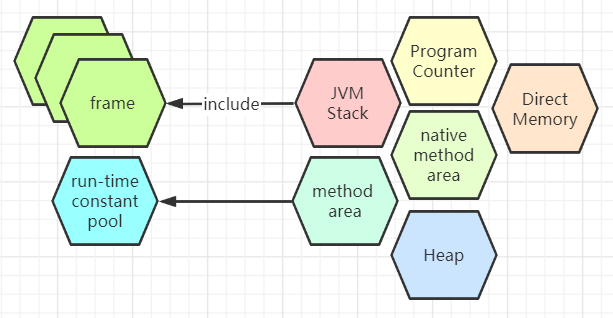 frame
include
JVM
Stack
Program
Counter
Direct
Memory
native
method
area
run-time
constant
pool
method
area
Heap